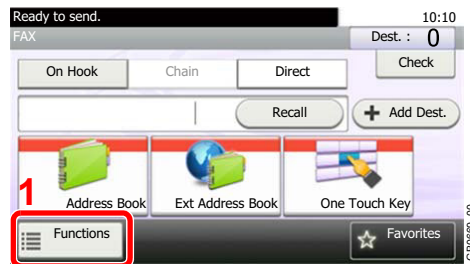 Ready to send.
10:10
FAX
Dest. : 0
On Hook
Chain
Direct
Check
Recall
Add Dest.
1
Address Book
Ext Address Book
One Touch Key
Functions
Favorites